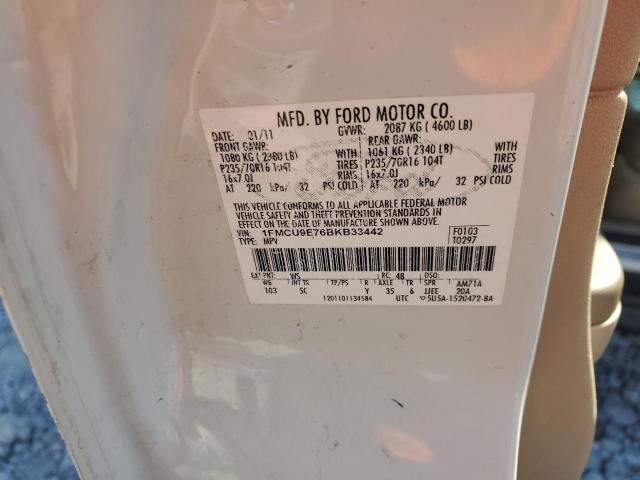 MFD. BY FORD MOTOR CO.
DATE: 01/11 GVWR: 2087 KG ( 4600 LB)
FRONT GAWR: REAR GAWR:
1080 KG ( 2380 LB) WITH 1061 KG ( 2340 LB) WITH
P235/70R16 104T TIRES P235/70R16 104T TIRES
16x7.0J RIMS 16x7.0J RIMS
AT 220 kPa/ 32 PSI COLD AT 220 kPa/ 32 PSI COLD
THIS VEHICLE CONFORMS TO ALL APPLICABLE FEDERAL MOTOR
VEHICLE SAFETY AND THEFT PREVENTION STANDARDS IN
EFFECT ON THE DATE OF MANUFACTURE SHOWN ABOVE.
VIN: 1FMCU9E76BKB33442 F0103
TYPE: MPV T0297
EXT PNT: WS RC: 4B DSO:
WB INT TR TP/PS R AXLE TR SPR AM71A
103 5C Y 35 6 JJEE 20A
1201101134584 UTC ▽5U5A-1520472-BA